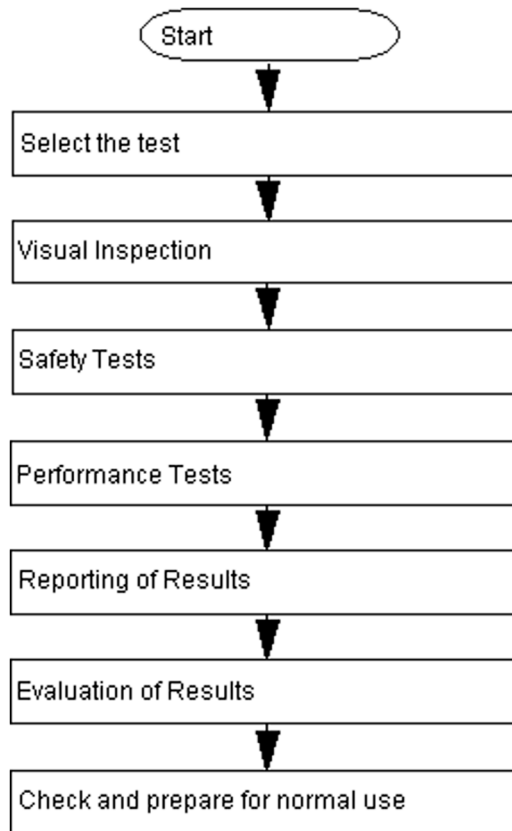 Start
Select the test
Visual Inspection
Safety Tests
Performance Tests
Reporting of Results
Evaluation of Results
Check and prepare for normal use